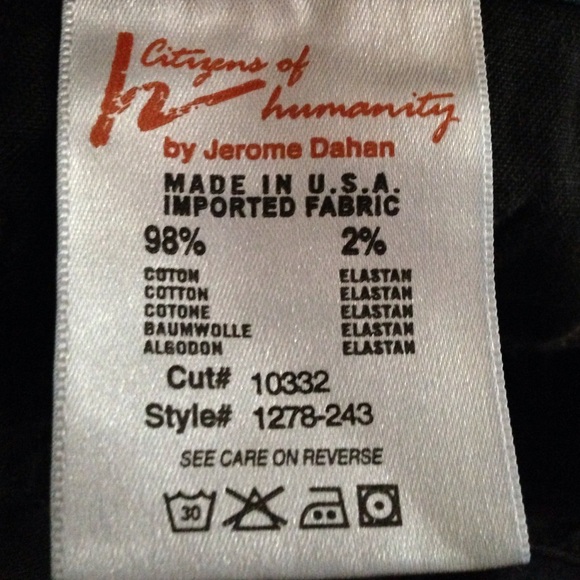 Citizens of
humanity
by Jerome Dahan
MADE IN U.S.A.
IMPORTED FABRIC
98% 2%
COTON ELASTAN
COTTON ELASTAN
COTONE ELASTAN
BAUMWOLLE ELASTAN
ALGODON ELASTAN
Cut# 10332
Style# 1278-243
SEE CARE ON REVERSE
30